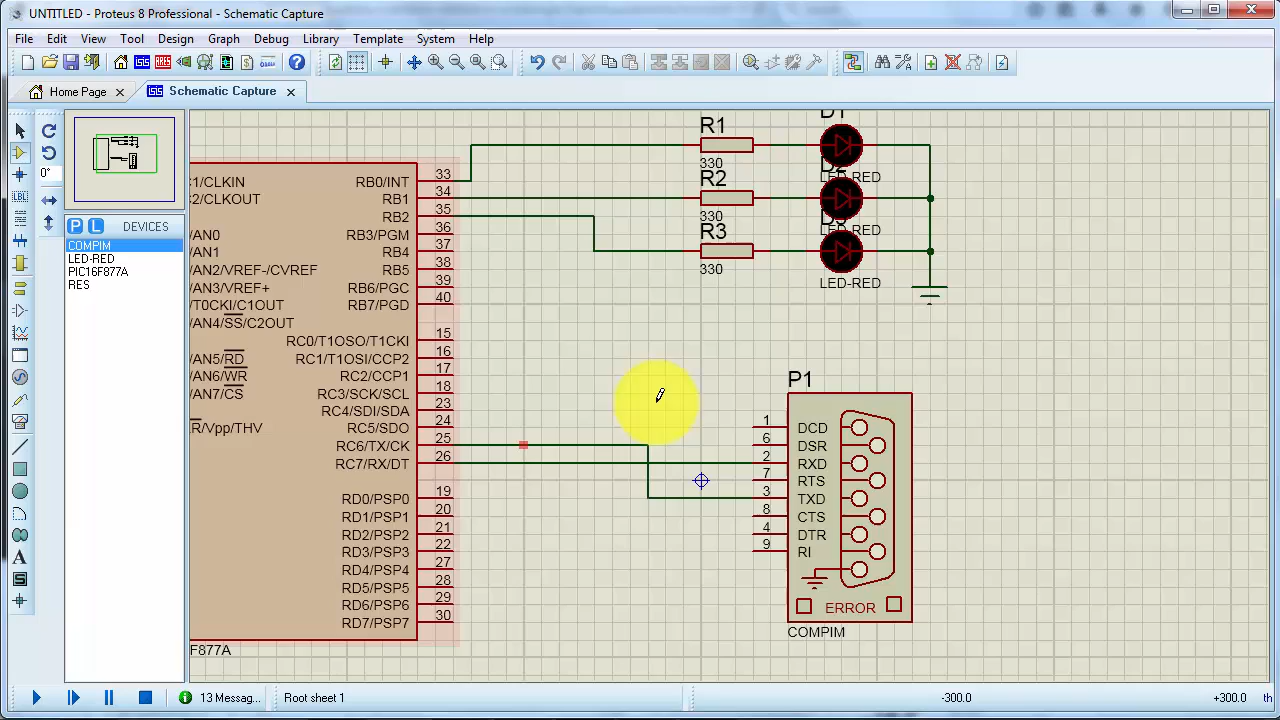 UNTITLED - Proteus 8 Professional - Schematic Capture
File Edit View Tool Design Graph Debug Library Template System Help
Home Page
Schematic Capture
0°
P L DEVICES
COMPIM
LED-RED
PIC16F877A
RES
C1/CLKIN
C2/CLKOUT
/AN0
/AN1
/AN2/VREF-/CVREF
/AN3/VREF+
/T0CKI/C1OUT
/AN4/SS/C2OUT
/AN5/RD
/AN6/WR
/AN7/CS
R/Vpp/THV
RB0/INT 33
RB1 34
RB2 35
RB3/PGM 36
RB4 37
RB5 38
RB6/PGC 39
RB7/PGD 40
RC0/T1OSO/T1CKI 15
RC1/T1OSI/CCP2 16
RC2/CCP1 17
RC3/SCK/SCL 18
RC4/SDI/SDA 23
RC5/SDO 24
RC6/TX/CK 25
RC7/RX/DT 26
RD0/PSP0 19
RD1/PSP1 20
RD2/PSP2 21
RD3/PSP3 22
RD4/PSP4 27
RD5/PSP5 28
RD6/PSP6 29
RD7/PSP7 30
F877A
R1
330
R2
330
R3
330
D1
LED-RED
D2
LED-RED
D3
LED-RED
P1
1 DCD
6 DSR
2 RXD
7 RTS
3 TXD
8 CTS
4 DTR
9 RI
ERROR
COMPIM
13 Messag... Root sheet 1 -300.0 +300.0 th